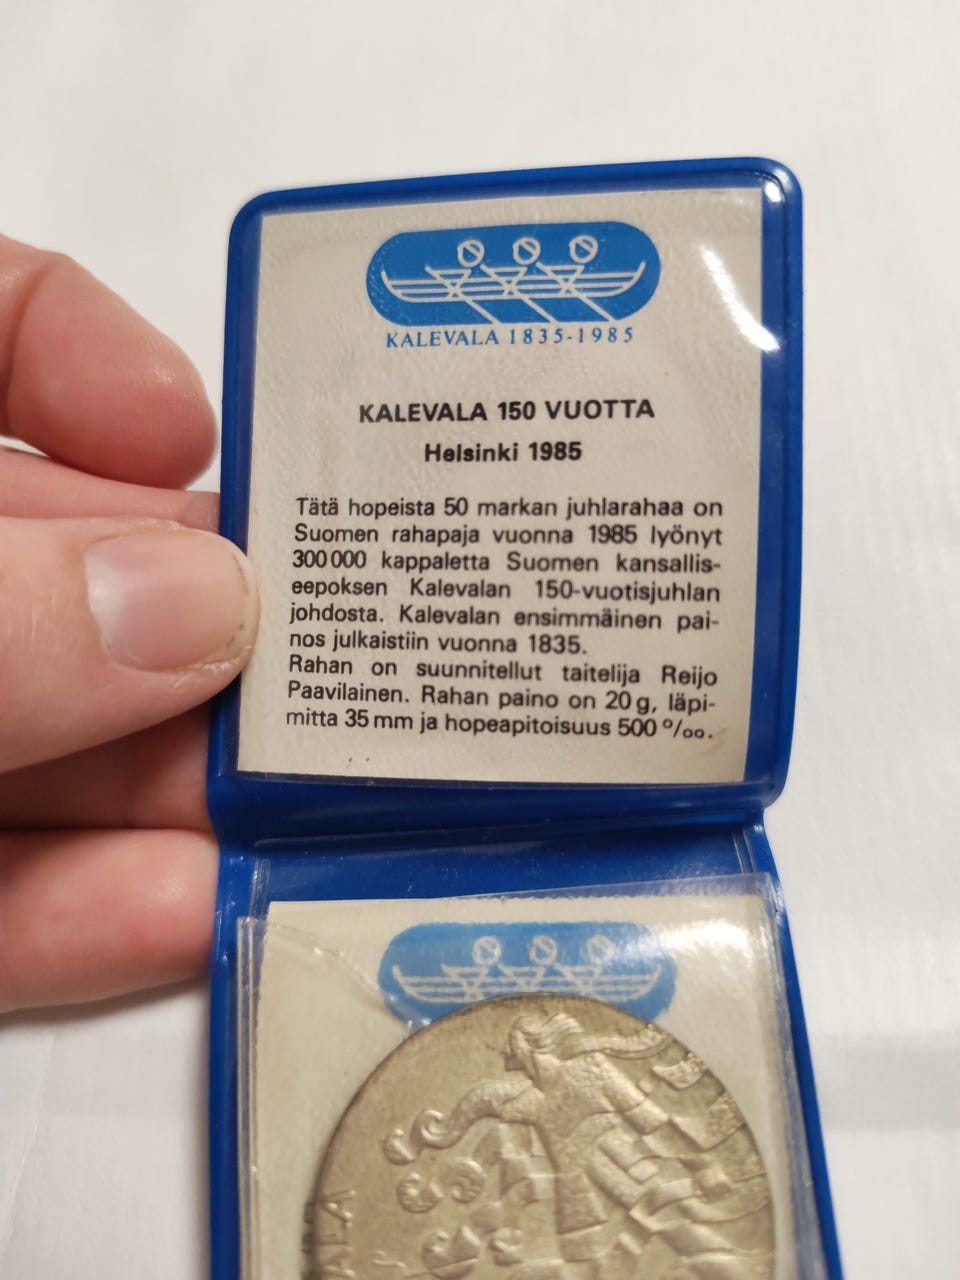 KALEVALA 1835-1985
KALEVALA 150 VUOTTA
Helsinki 1985
Tätä hopeista 50 markan juhlarahaa on
Suomen rahapaja vuonna 1985 lyönyt
300 000 kappaletta Suomen kansallis-
eepoksen Kalevalan 150-vuotisjuhlan
johdosta. Kalevalan ensimmäinen pai-
nos julkaistiin vuonna 1835.
Rahan on suunnitellut taitelija Reijo
Paavilainen. Rahan paino on 20 g, läpi-
mitta 35 mm ja hopeapitoisuus 500 º/oo.
ALA